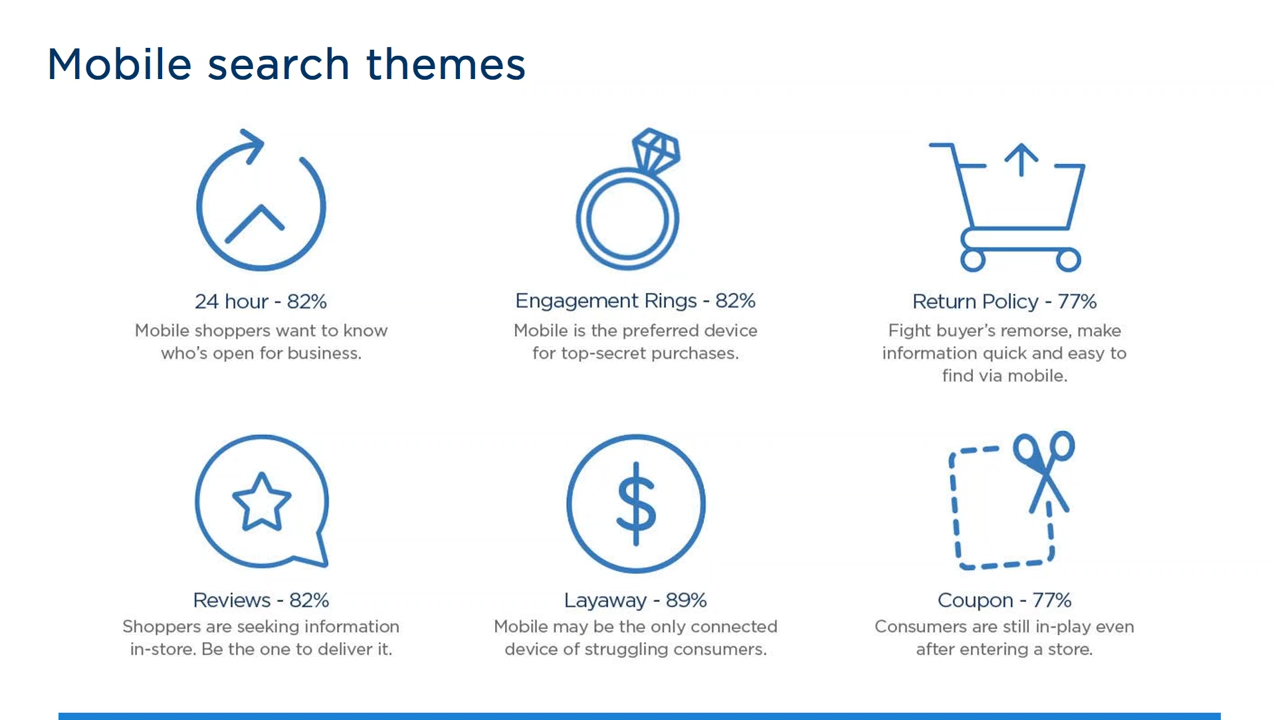 Mobile search themes
24 hour - 82%
Mobile shoppers want to know
who's open for business.
Engagement Rings - 82%
Mobile is the preferred device
for top-secret purchases.
Return Policy - 77%
Fight buyer's remorse, make
information quick and easy to
find via mobile.
Reviews - 82%
Shoppers are seeking information
in-store. Be the one to deliver it.
$
Layaway - 89%
Mobile may be the only connected
device of struggling consumers.
Coupon - 77%
Consumers are still in-play even
after entering a store.